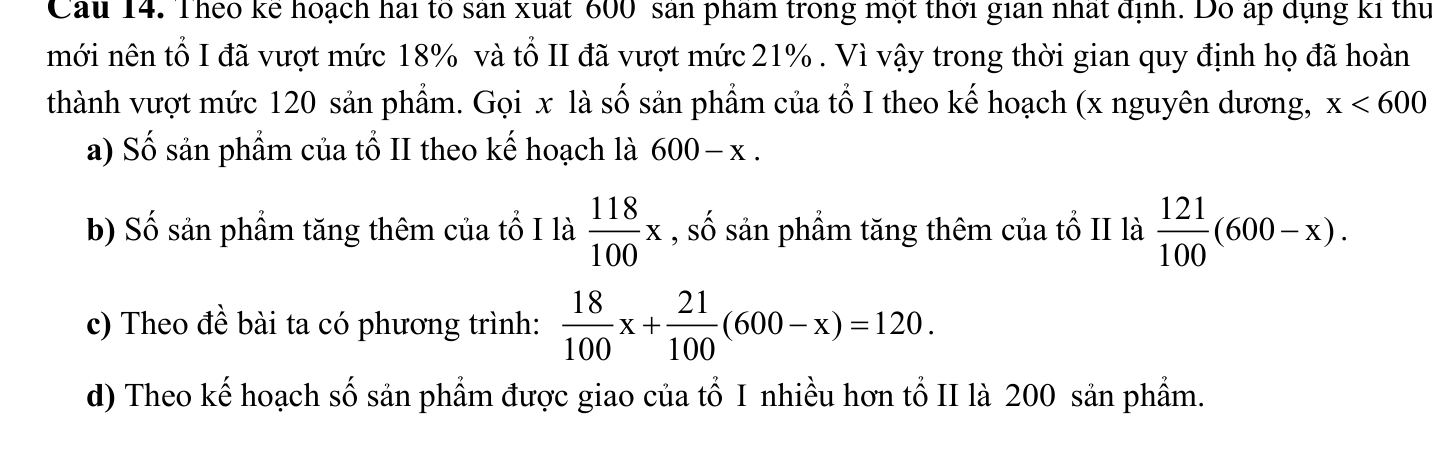 Câu 14. Theo kế hoạch hai tổ sản xuất 600 sản phẩm trong một thời gian nhất định. Do áp dụng kĩ thu
mới nên tổ I đã vượt mức 18% và tổ II đã vượt mức 21%. Vì vậy trong thời gian quy định họ đã hoàn
thành vượt mức 120 sản phẩm. Gọi x là số sản phẩm của tổ I theo kế hoạch (x nguyên dương, x < 600
a) Số sản phẩm của tổ II theo kế hoạch là 600 – x .
b) Số sản phẩm tăng thêm của tổ I là 118/100 x , số sản phẩm tăng thêm của tổ II là 121/100 (600 – x) .
c) Theo đề bài ta có phương trình: 18/100 x + 21/100 (600 – x) = 120 .
d) Theo kế hoạch số sản phẩm được giao của tổ I nhiều hơn tổ II là 200 sản phẩm.